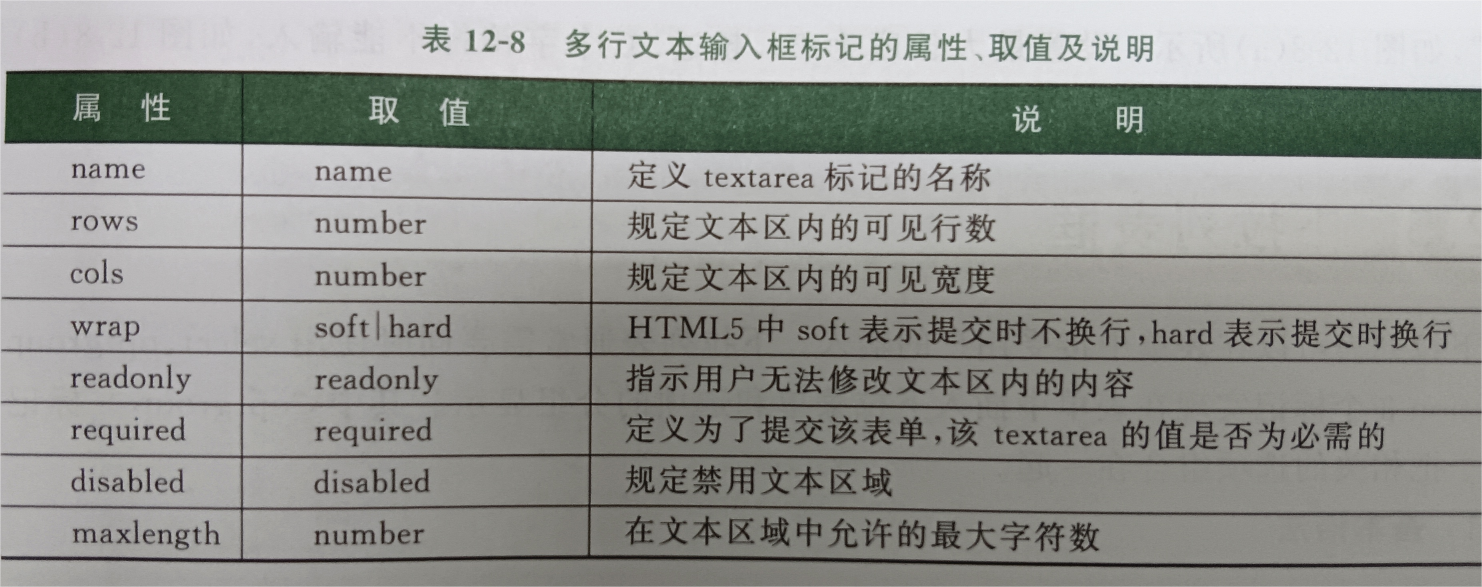 表 12-8 多行文本输入框标记的属性、取值及说明
属 性 取 值 说 明
name name 定义 textarea 标记的名称
rows number 规定文本区内的可见行数
cols number 规定文本区内的可见宽度
wrap soft|hard HTML5 中 soft 表示提交时不换行,hard 表示提交时换行
readonly readonly 指示用户无法修改文本区内的内容
required required 定义为了提交该表单,该 textarea 的值是否为必需的
disabled disabled 规定禁用文本区域
maxlength number 在文本区域中允许的最大字符数